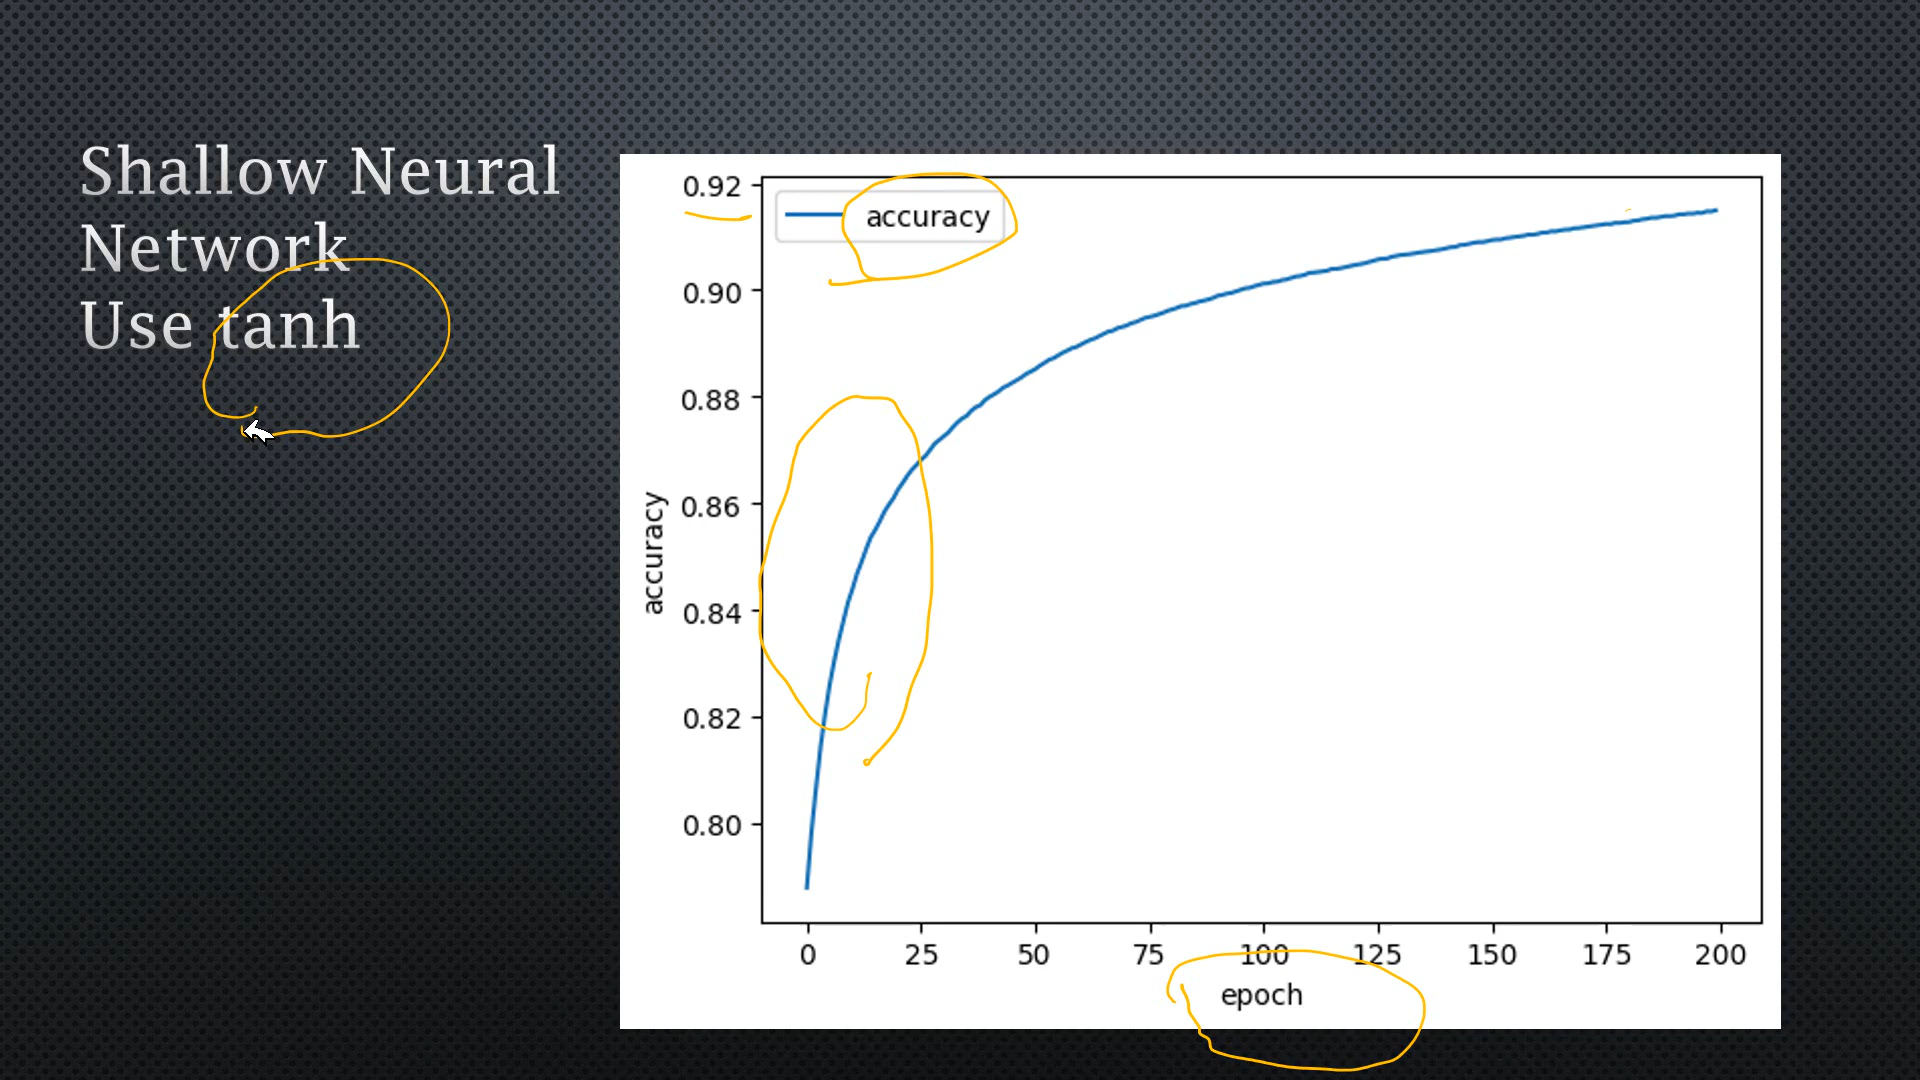 Shallow Neural
Network
Use tanh
accuracy
0.92
0.90
0.88
0.86
0.84
0.82
0.80
accuracy
0 25 50 75 100 125 150 175 200
epoch